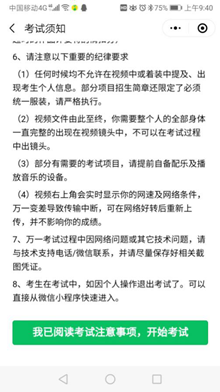 中国移动4G 75% 上午9:40
考试须知
6、请注意以下重要的纪律要求
（1）任何时候均不允许在视频中或着装中提及、出
现考生个人信息。部分项目招生简章还限定了必须
统一服装，请严格执行。
（2）视频文件由此至终，你需要整个人的全部身体
一直完整的出现在视频镜头中，不可以在考试过程
中出镜头。
（3）部分有需要的考试项目，请提前自备配乐及播
放音乐的设备。
（4）视频右上角会实时显示你的网速及网络条件，
万一变差导致传输中断，可在网络好转后重新上
传，并不影响你的成绩。
7、万一考试过程中因网络问题或其它技术问题，请
与技术支持电话/微信联系，并请尽量保存好相关截
图凭证。
8、考生在考试中，如因个人操作退出考试了。可以
直接从微信小程序快速进入。
我已阅读考试注意事项，开始考试